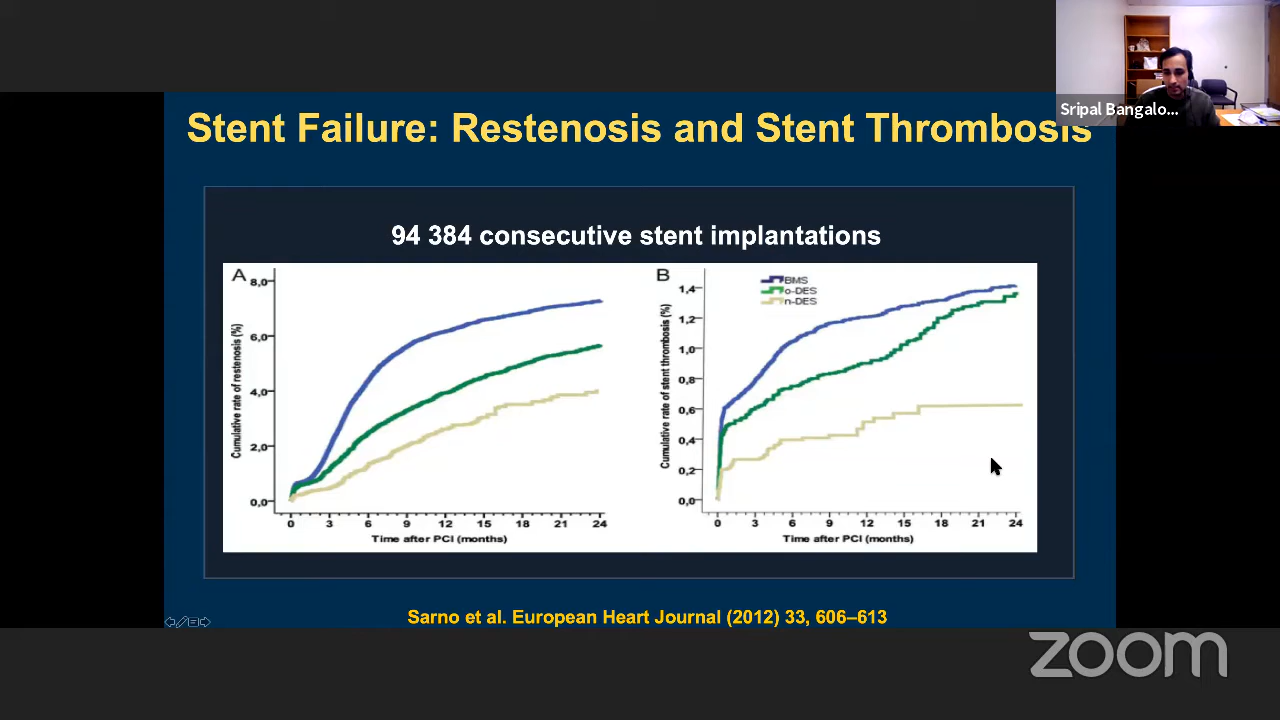 Sripal Bangalo...
Stent Failure: Restenosis and Stent Thrombosis
94 384 consecutive stent implantations
A
8,0
6,0
4,0
2,0
0,0
Cumulative rate of restenosis (%)
0 3 6 9 12 15 18 21 24
Time after PCI (months)
B
BMS
o-DES
n-DES
1,4
1,2
1,0
0,8
0,6
0,4
0,2
0,0
Cumulative rate of stent thrombosis (%)
0 3 6 9 12 15 18 21 24
Time after PCI (months)
Sarno et al. European Heart Journal (2012) 33, 606–613
zoom